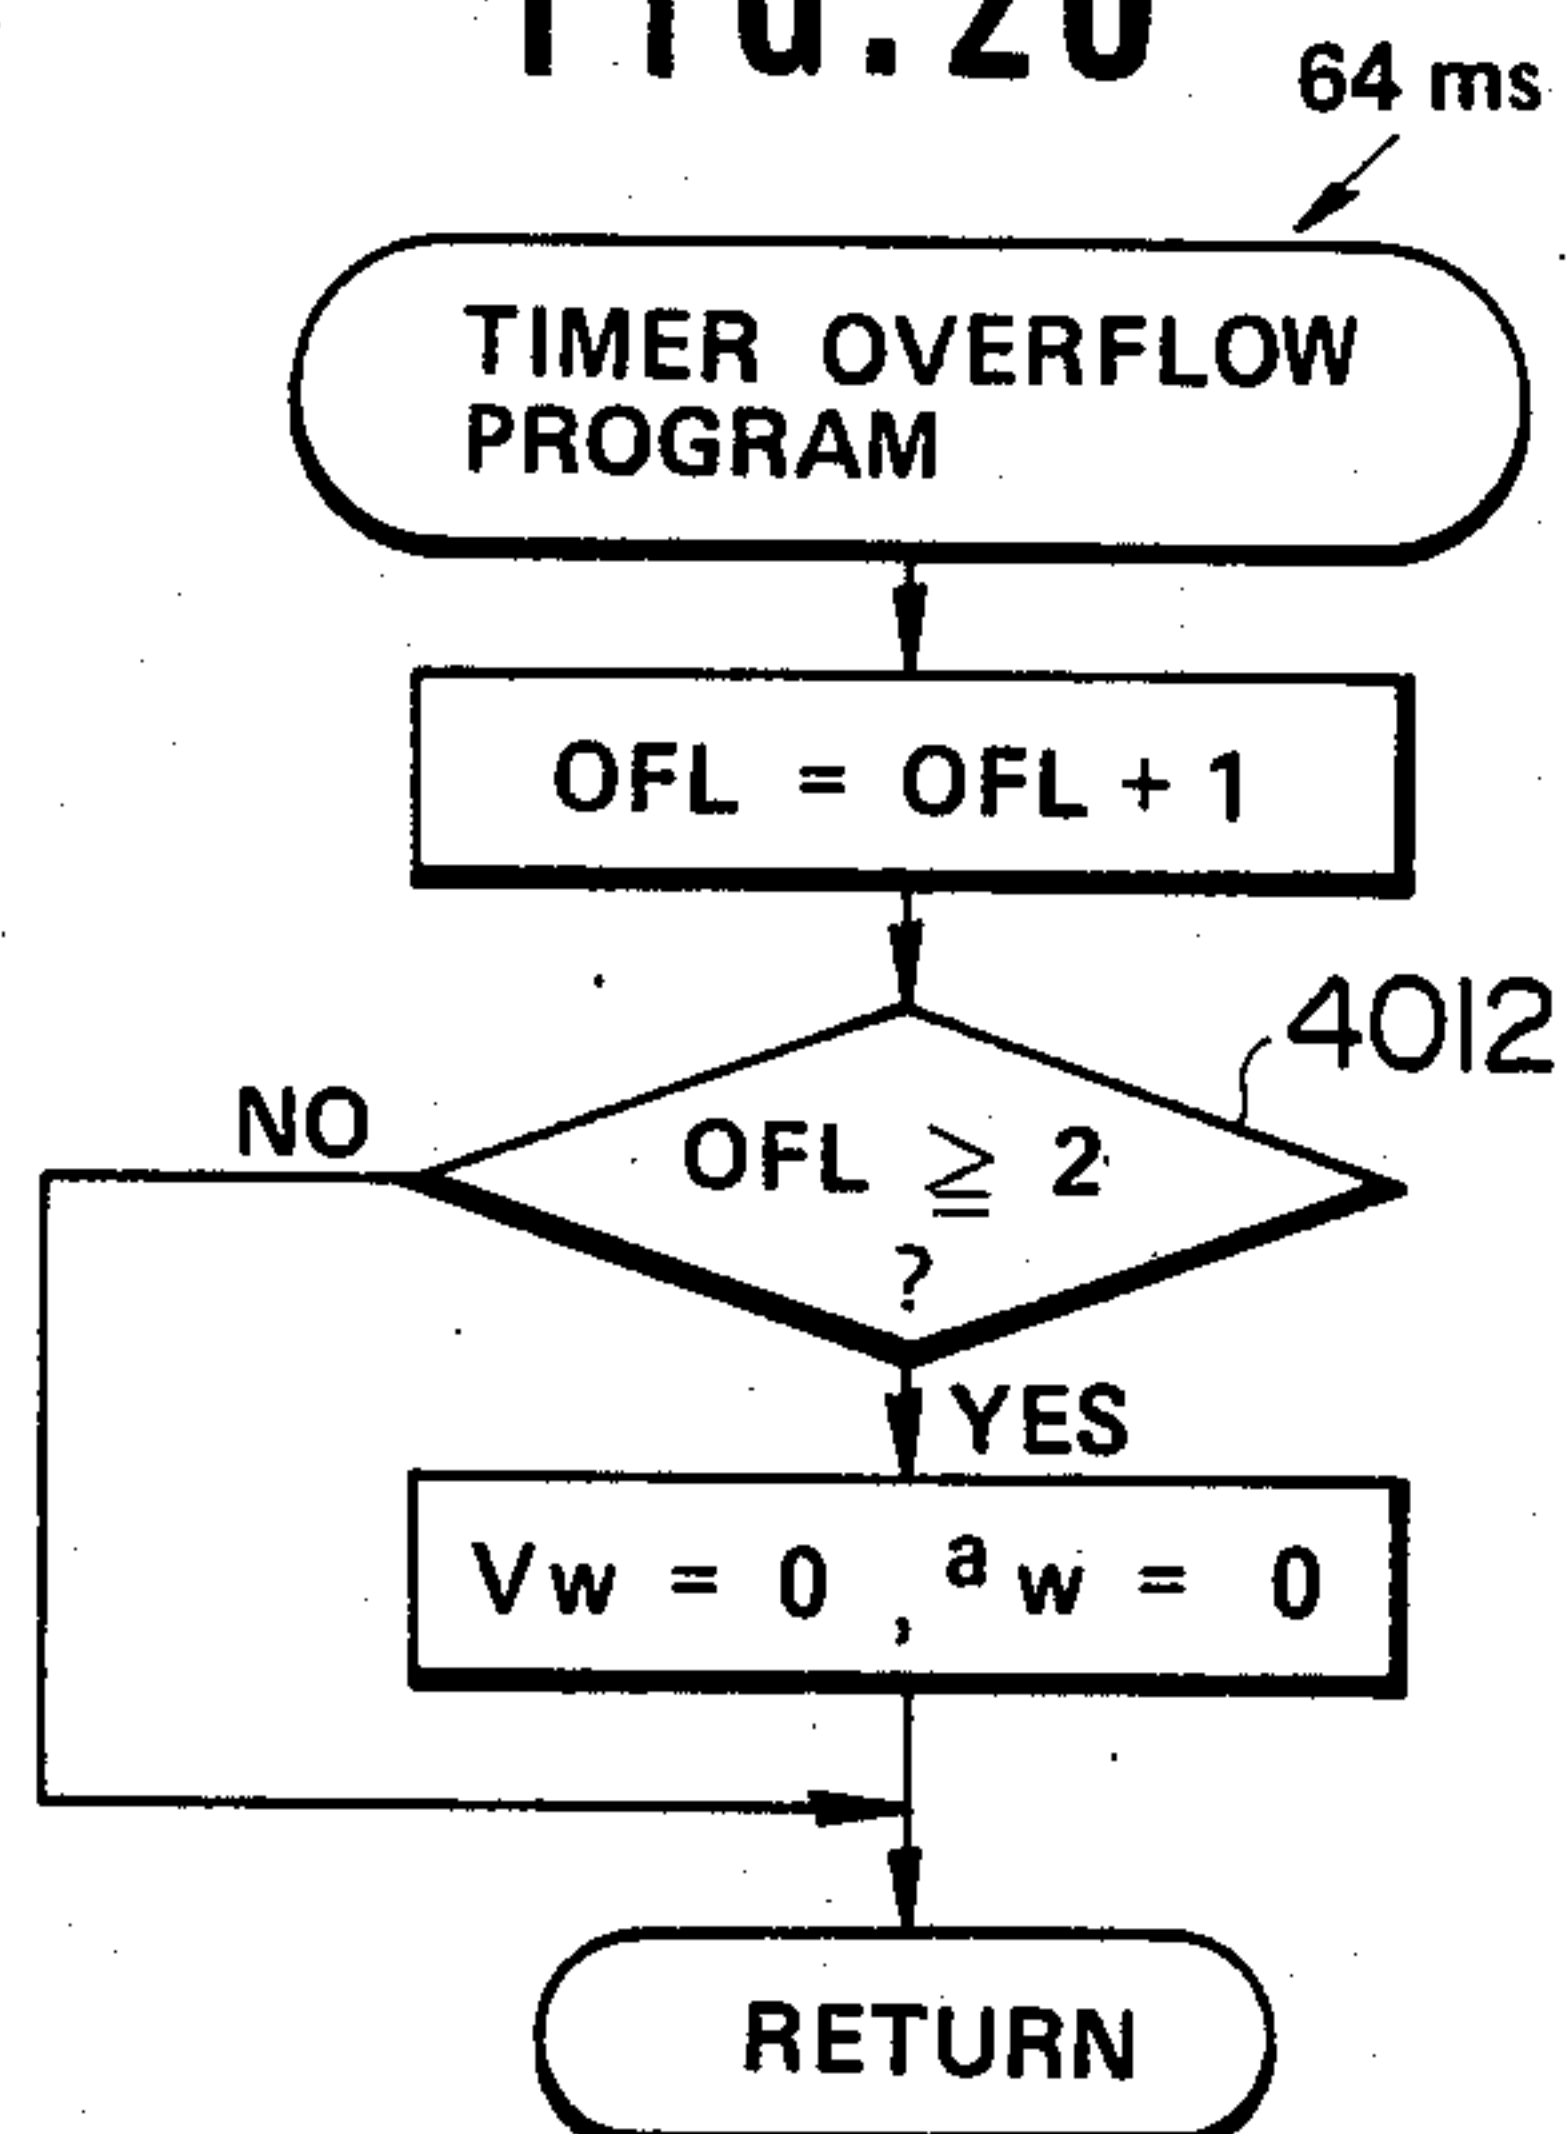 64 ms
TIMER OVERFLOW
PROGRAM
OFL = OFL + 1
4012
NO
OFL ≧ 2
?
YES
Vw = 0 , aw = 0
RETURN